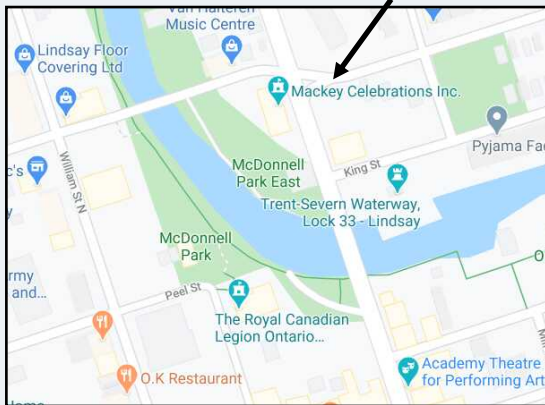 Van Halteren
Music Centre
Lindsay Floor
Covering Ltd
Mackey Celebrations Inc.
Pyjama Fac
King St
William St N
McDonnell
Park East
Trent-Severn Waterway,
Lock 33 - Lindsay
McDonnell
Park
Peel St
The Royal Canadian
Legion Ontario...
O.K Restaurant
Academy Theatre
for Performing Art
c's
rmy
and...